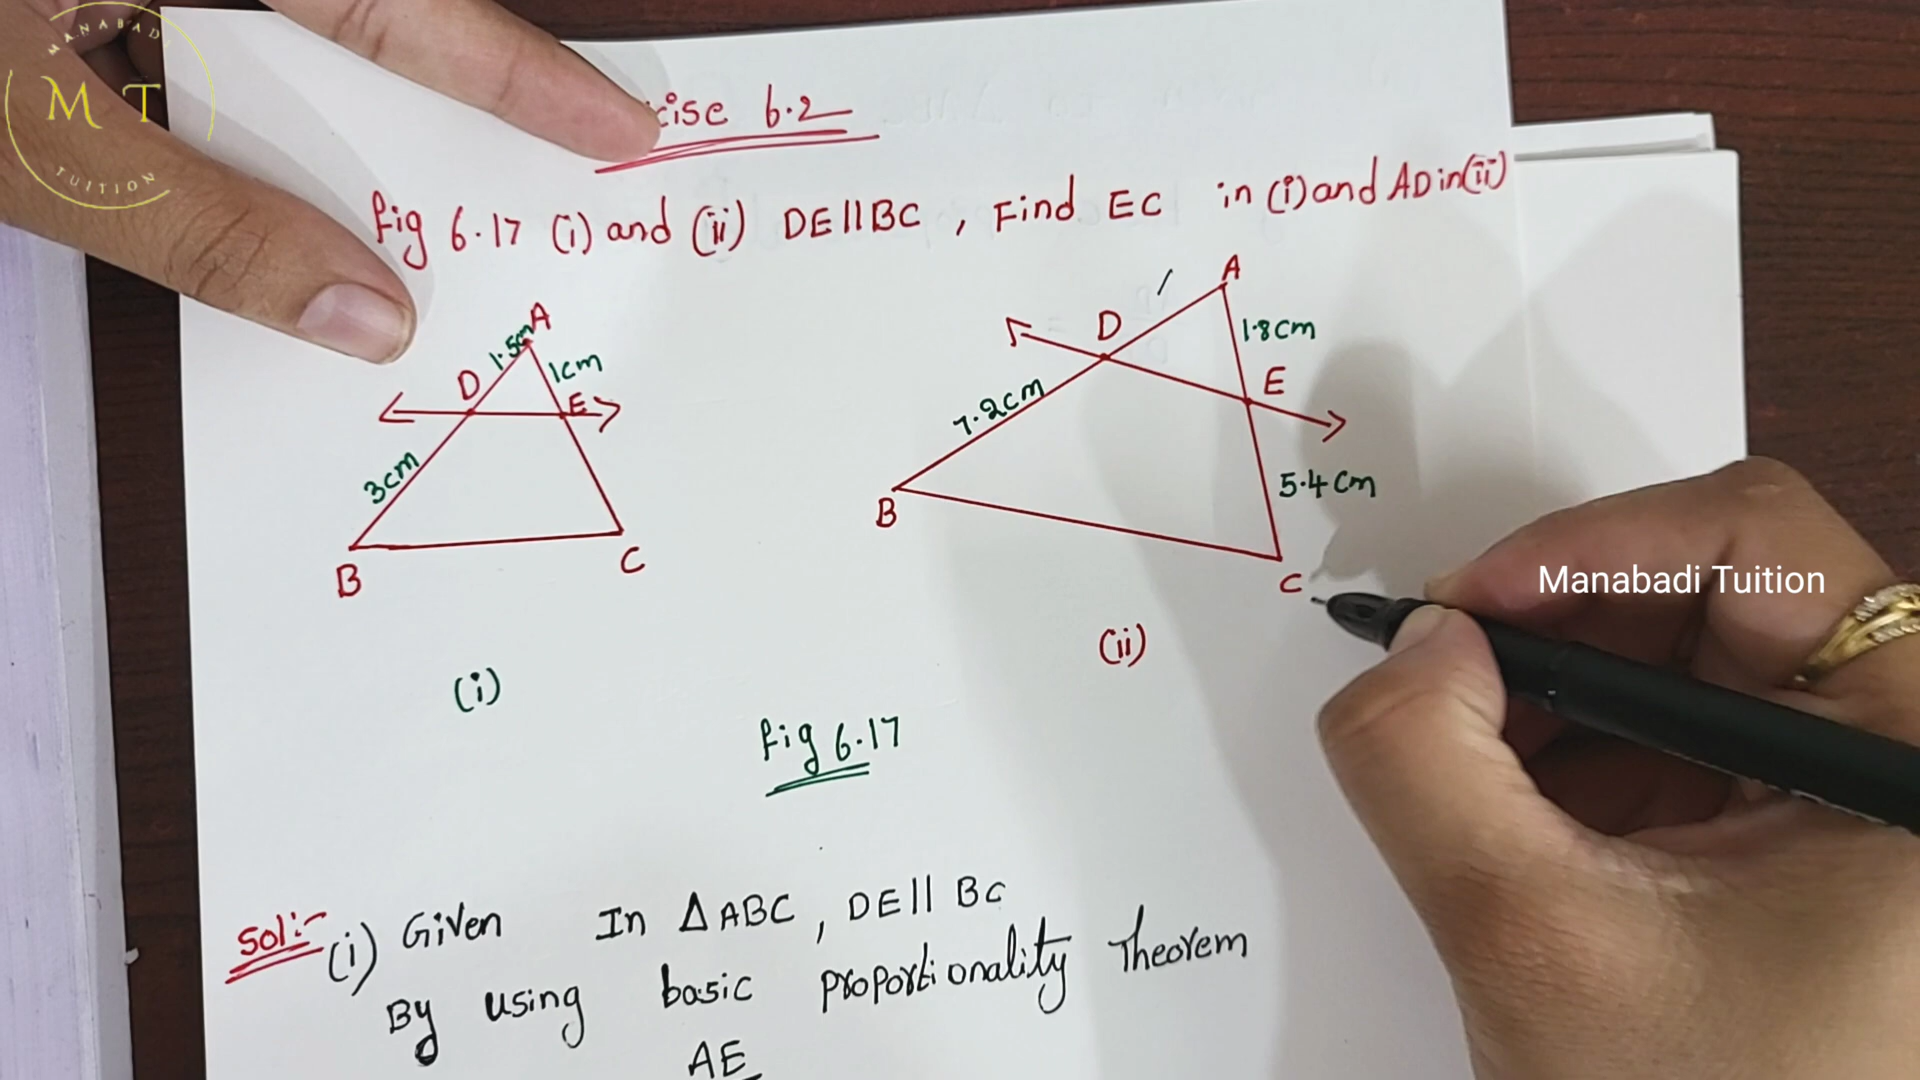 MANABADI
M T
TUITION
cise 6.2
fig 6.17 (i) and (ii) DE||BC , Find EC in (i) and AD in (ii)
A
1.5cm
1cm
D
E
3cm
B
C
(i)
A
D
1.8cm
E
7.2cm
5.4cm
B
C
(ii)
fig 6.17
Manabadi Tuition
Sol:- (i) Given In ΔABC , DE|| BC
By using basic proportionality Theorem
AE